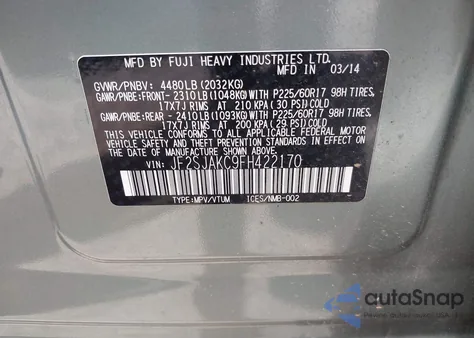 MFD. BY FUJI HEAVY INDUSTRIES LTD. IN 03/14
GVWR/PNBV: 4480LB (2032KG)
GAWR/PNBE:FRONT- 2310LB (1048KG) WITH P225/60R17 98H TIRES,
17X7J RIMS AT 210 KPA (30 PSI)COLD
GAWR/PNBE:REAR - 2410LB (1093KG) WITH P225/60R17 98H TIRES,
17X7J RIMS AT 200 KPA (29 PSI)COLD
THIS VEHICLE CONFORMS TO ALL APPLICABLE FEDERAL MOTOR
VEHICLE SAFETY, BUMPER, AND THEFT PREVENTION STANDARDS
IN EFFECT ON THE DATE OF MANUFACTURE SHOWN ABOVE.
VIN: JF2SJAKC9FH422170
TYPE:MPV/VTUM ICES/NMB-002
autaSnap